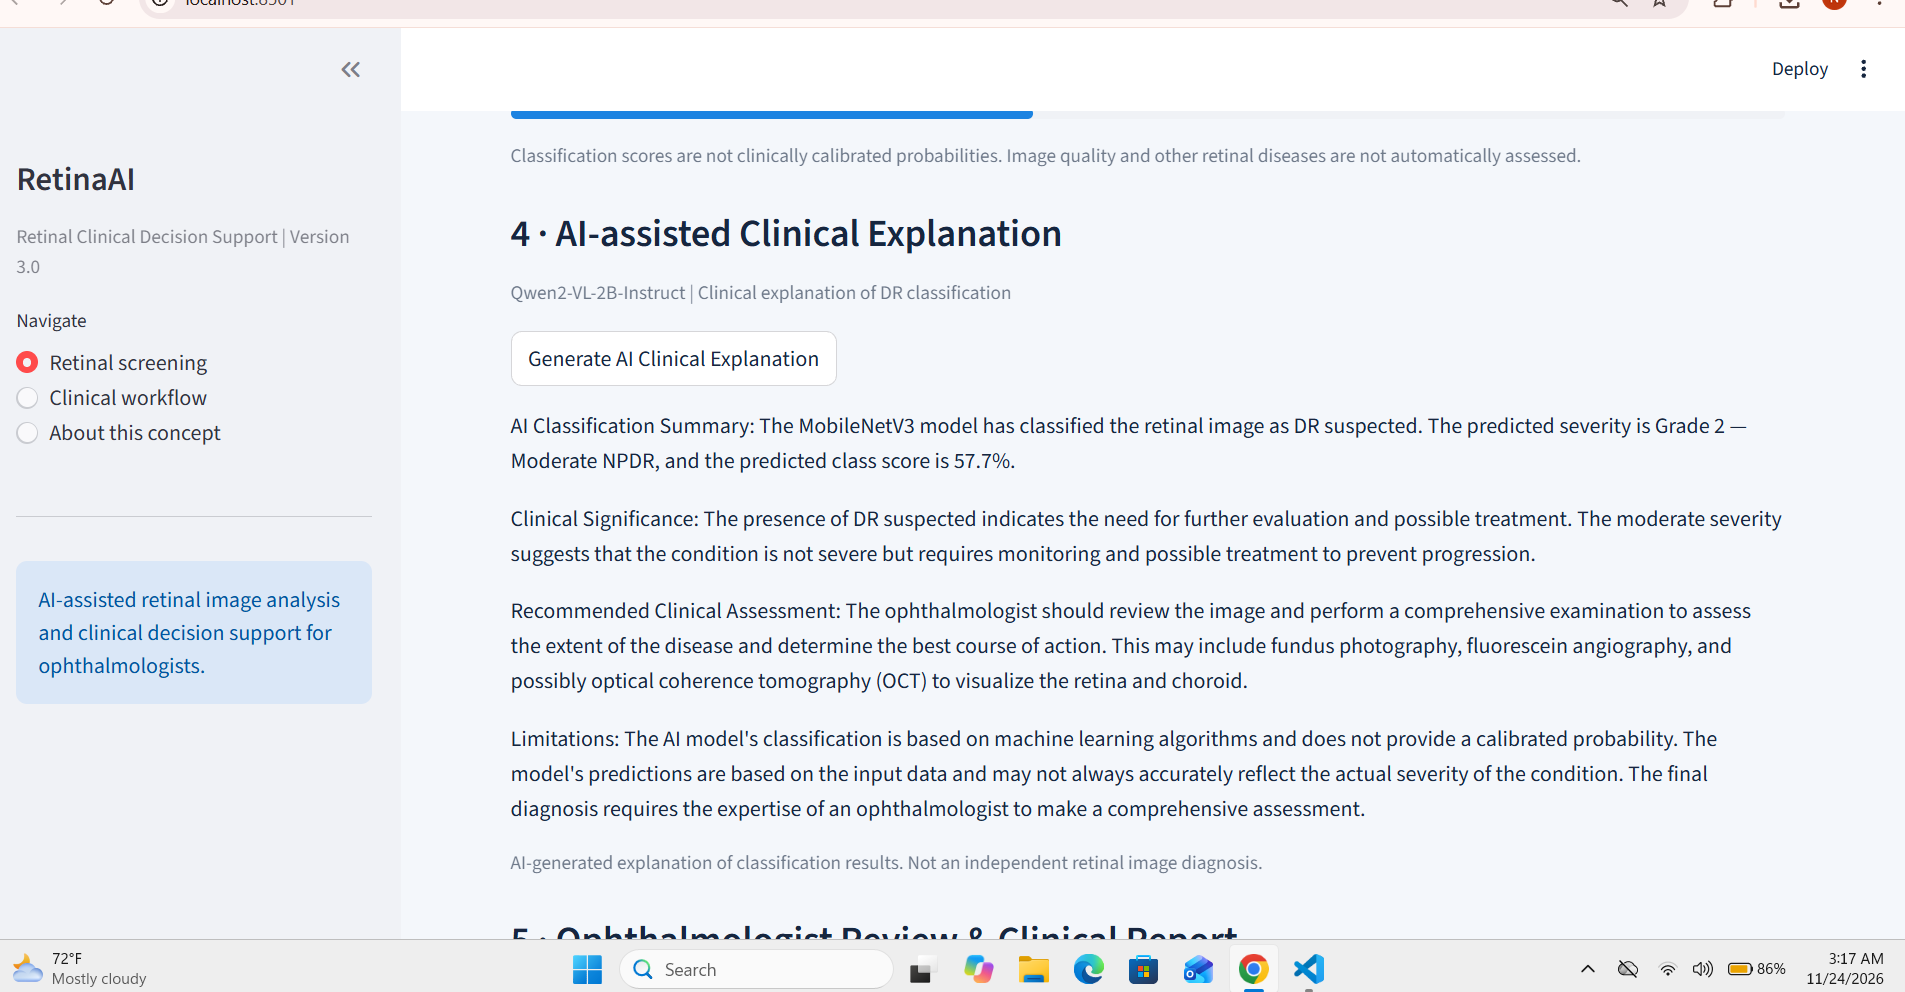 Deploy
RetinaAI
Retinal Clinical Decision Support | Version
3.0
Navigate
Retinal screening
Clinical workflow
About this concept
AI-assisted retinal image analysis
and clinical decision support for
ophthalmologists.
Classification scores are not clinically calibrated probabilities. Image quality and other retinal diseases are not automatically assessed.
4 · AI-assisted Clinical Explanation
Qwen2-VL-2B-Instruct | Clinical explanation of DR classification
Generate AI Clinical Explanation
AI Classification Summary: The MobileNetV3 model has classified the retinal image as DR suspected. The predicted severity is Grade 2 —
Moderate NPDR, and the predicted class score is 57.7%.
Clinical Significance: The presence of DR suspected indicates the need for further evaluation and possible treatment. The moderate severity
suggests that the condition is not severe but requires monitoring and possible treatment to prevent progression.
Recommended Clinical Assessment: The ophthalmologist should review the image and perform a comprehensive examination to assess
the extent of the disease and determine the best course of action. This may include fundus photography, fluorescein angiography, and
possibly optical coherence tomography (OCT) to visualize the retina and choroid.
Limitations: The AI model's classification is based on machine learning algorithms and does not provide a calibrated probability. The
model's predictions are based on the input data and may not always accurately reflect the actual severity of the condition. The final
diagnosis requires the expertise of an ophthalmologist to make a comprehensive assessment.
AI-generated explanation of classification results. Not an independent retinal image diagnosis.
5 · Ophthalmologist Review & Clinical Report
72°F
Mostly cloudy
Search
86%
3:17 AM
11/24/2026